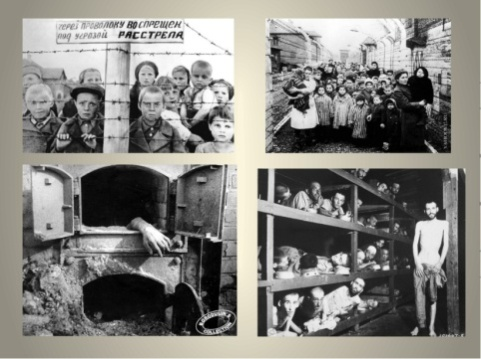 ЧЕРЕЗ ПРОВОЛОКУ ВОСПРЕЩЕН
ПОД УГРОЗОЙ РАССТРЕЛА